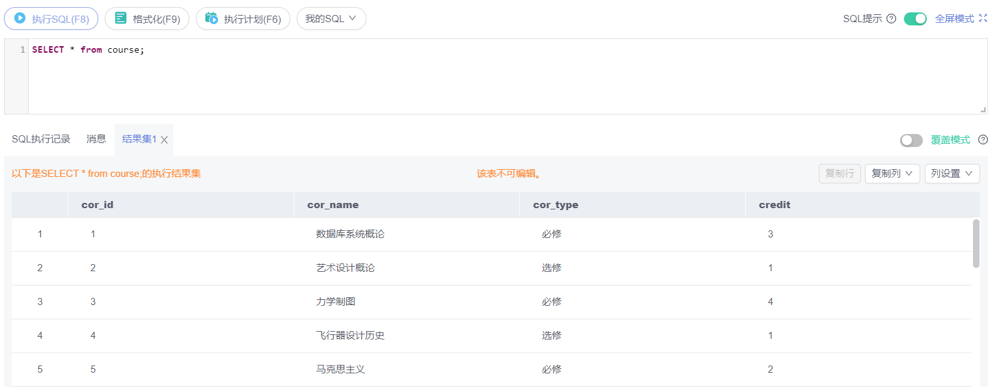 执行SQL(F8) 格式化(F9) 执行计划(F6) 我的SQL SQL提示 全屏模式
1 SELECT * from course;
SQL执行记录 消息 结果集1 覆盖模式
以下是SELECT * from course;的执行结果集 该表不可编辑。 复制行 复制列 列设置
cor_id cor_name cor_type credit
1 1 数据库系统概论 必修 3
2 2 艺术设计概论 选修 1
3 3 力学制图 必修 4
4 4 飞行器设计历史 选修 1
5 5 马克思主义 必修 2